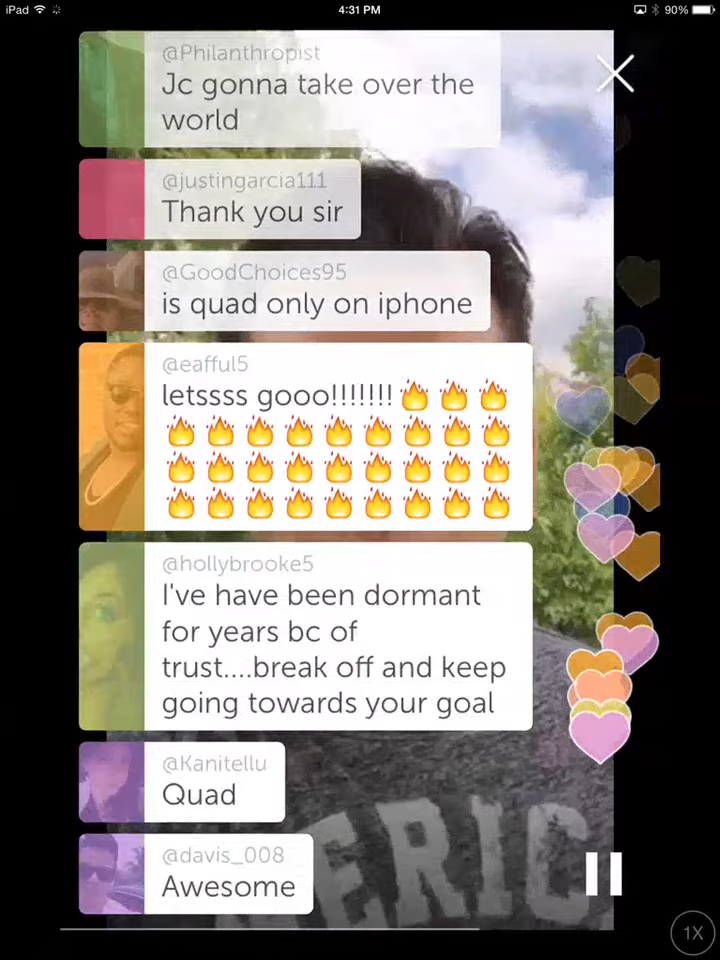 iPad 4:31 PM 90%
@Philanthropist
Jc gonna take over the
world
@justingarcia111
Thank you sir
@GoodChoices95
is quad only on iphone
@eafful5
letssss gooo!!!!!!! 🔥 🔥 🔥
🔥 🔥 🔥 🔥 🔥 🔥 🔥 🔥 🔥
🔥 🔥 🔥 🔥 🔥 🔥 🔥 🔥 🔥
🔥 🔥 🔥 🔥 🔥 🔥 🔥 🔥 🔥
@hollybrooke5
I've have been dormant
for years bc of
trust....break off and keep
going towards your goal
@Kanitellu
Quad
@davis_008
Awesome
ERIC
1X